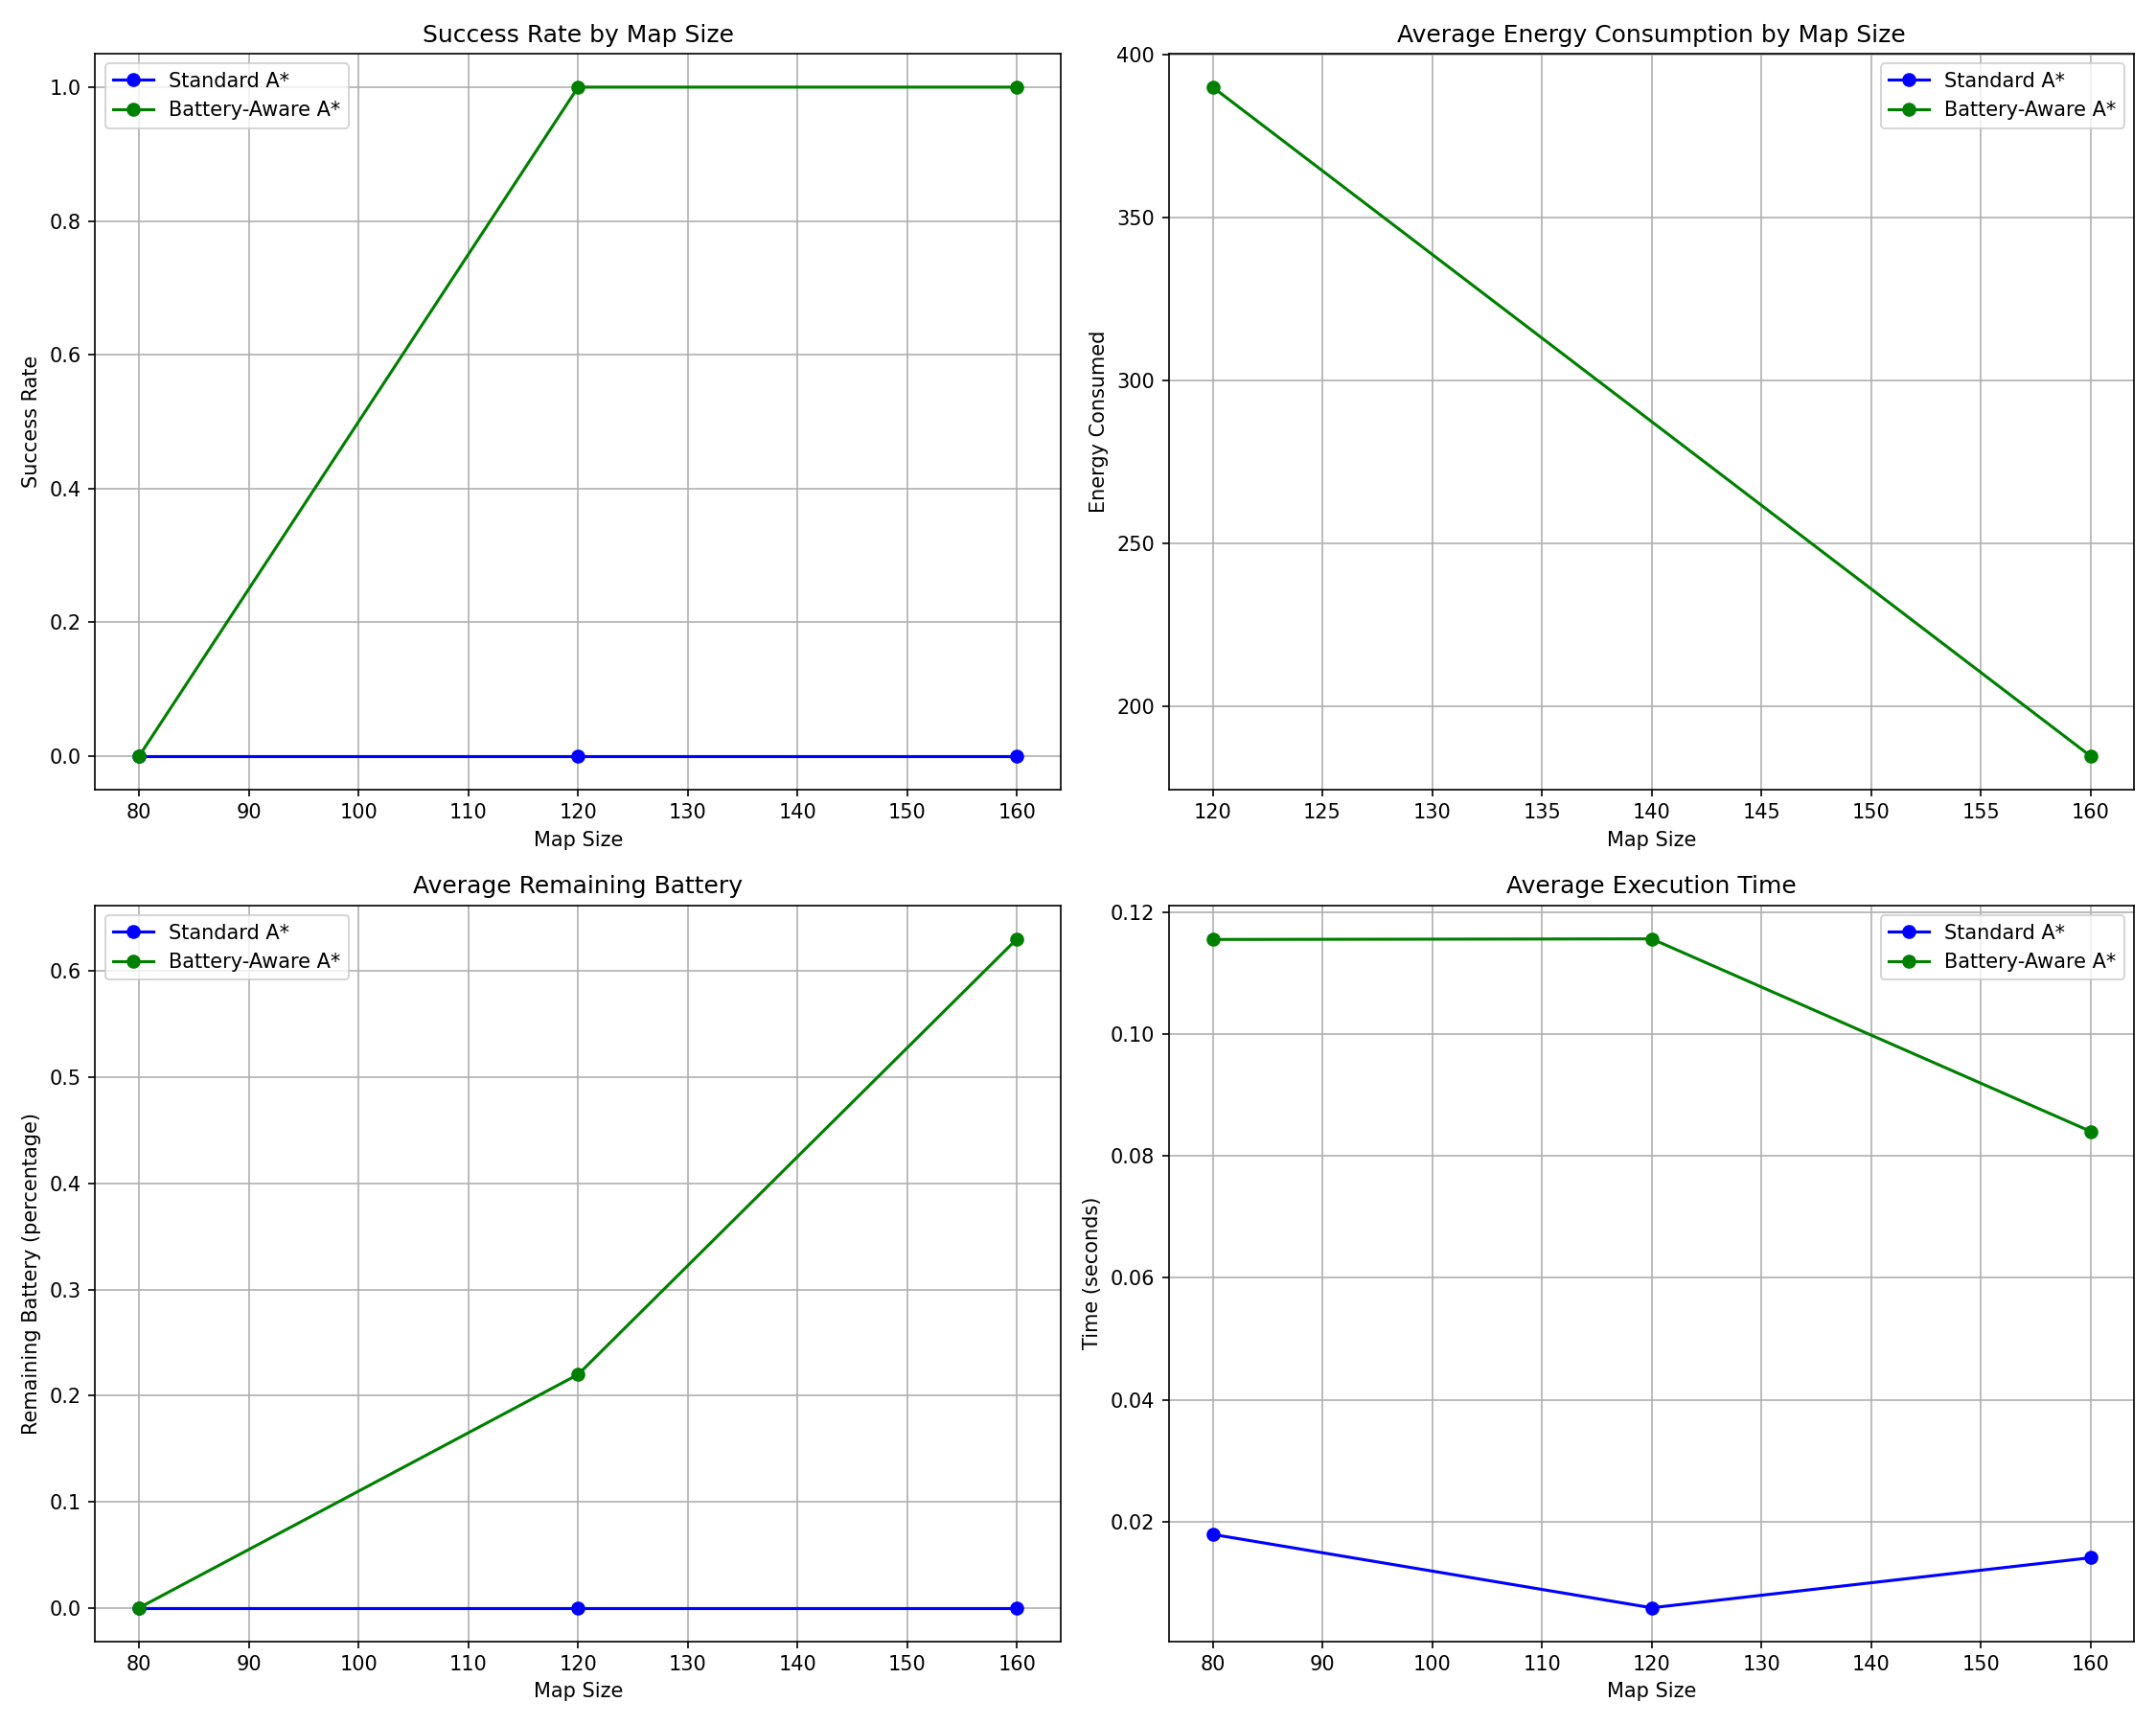 Success Rate by Map Size
Standard A*
Battery-Aware A*
1.0
0.8
0.6
0.4
0.2
0.0
Success Rate
80 90 100 110 120 130 140 150 160
Map Size
Average Energy Consumption by Map Size
Standard A*
Battery-Aware A*
400
350
300
250
200
Energy Consumed
120 125 130 135 140 145 150 155 160
Map Size
Average Remaining Battery
Standard A*
Battery-Aware A*
0.6
0.5
0.4
0.3
0.2
0.1
0.0
Remaining Battery (percentage)
80 90 100 110 120 130 140 150 160
Map Size
Average Execution Time
Standard A*
Battery-Aware A*
0.12
0.10
0.08
0.06
0.04
0.02
Time (seconds)
80 90 100 110 120 130 140 150 160
Map Size